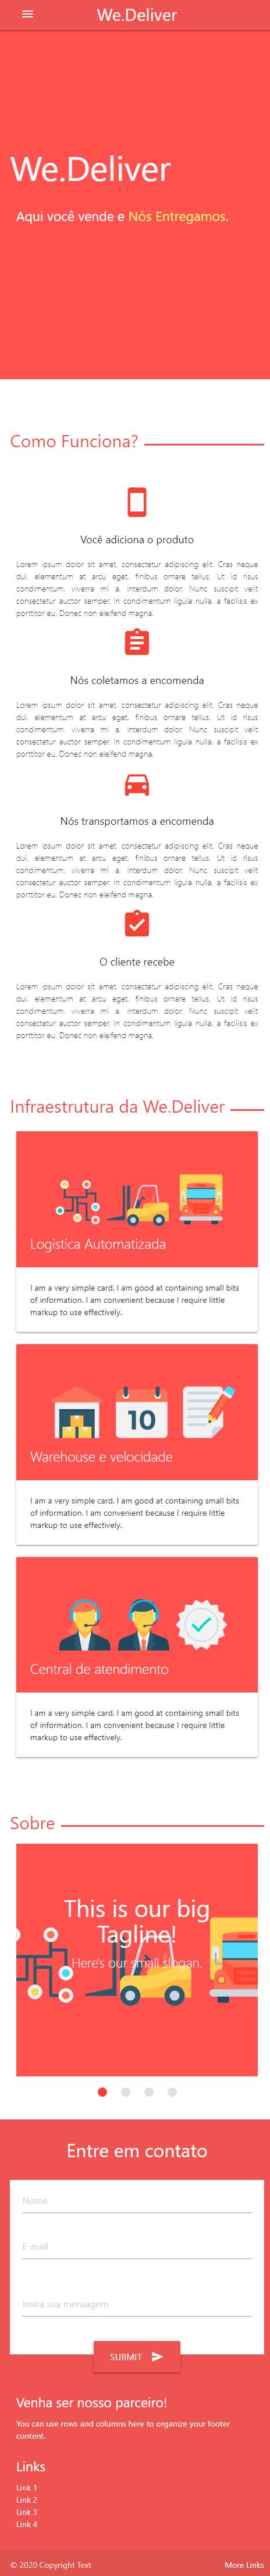 We.Deliver
We.Deliver
Aqui você vende e Nós Entregamos.
Como Funciona?
Você adiciona o produto
Lorem ipsum dolor sit amet, consectetur adipiscing elit. Cras neque
dui, elementum at arcu eget, finibus ornare tellus. Ut id risus
condimentum, viverra mi a, interdum dolor. Nunc suscipit velit
consectetur auctor semper. In condimentum ligula nulla, a facilisis ex
porttitor eu. Donec non eleifend magna.
Nós coletamos a encomenda
Lorem ipsum dolor sit amet, consectetur adipiscing elit. Cras neque
dui, elementum at arcu eget, finibus ornare tellus. Ut id risus
condimentum, viverra mi a, interdum dolor. Nunc suscipit velit
consectetur auctor semper. In condimentum ligula nulla, a facilisis ex
porttitor eu. Donec non eleifend magna.
Nós transportamos a encomenda
Lorem ipsum dolor sit amet, consectetur adipiscing elit. Cras neque
dui, elementum at arcu eget, finibus ornare tellus. Ut id risus
condimentum, viverra mi a, interdum dolor. Nunc suscipit velit
consectetur auctor semper. In condimentum ligula nulla, a facilisis ex
porttitor eu. Donec non eleifend magna.
O cliente recebe
Lorem ipsum dolor sit amet, consectetur adipiscing elit. Cras neque
dui, elementum at arcu eget, finibus ornare tellus. Ut id risus
condimentum, viverra mi a, interdum dolor. Nunc suscipit velit
consectetur auctor semper. In condimentum ligula nulla, a facilisis ex
porttitor eu. Donec non eleifend magna.
Infraestrutura da We.Deliver
Logistica Automatizada
I am a very simple card. I am good at containing small bits
of information. I am convenient because I require little
markup to use effectively.
10
Warehouse e velocidade
I am a very simple card. I am good at containing small bits
of information. I am convenient because I require little
markup to use effectively.
Central de atendimento
I am a very simple card. I am good at containing small bits
of information. I am convenient because I require little
markup to use effectively.
Sobre
This is our big
Tagline!
Here's our small slogan.
Entre em contato
Nome
E-mail
Insira sua mensagem
SUBMIT
Venha ser nosso parceiro!
You can use rows and columns here to organize your footer
content.
Links
Link 1
Link 2
Link 3
Link 4
© 2020 Copyright Text More Links